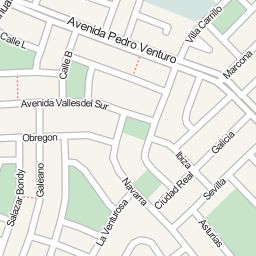 Avenida Pedro Venturo
Villa Carrillo
Calle L
Calle B
Marcona
Avenida Vallesdel Sur
Obregon
Galicia
Ibiza
Galeano
Salazar Bondy
Navarra
Ciudad Real
Sevilla
La Venturosa
Asturias